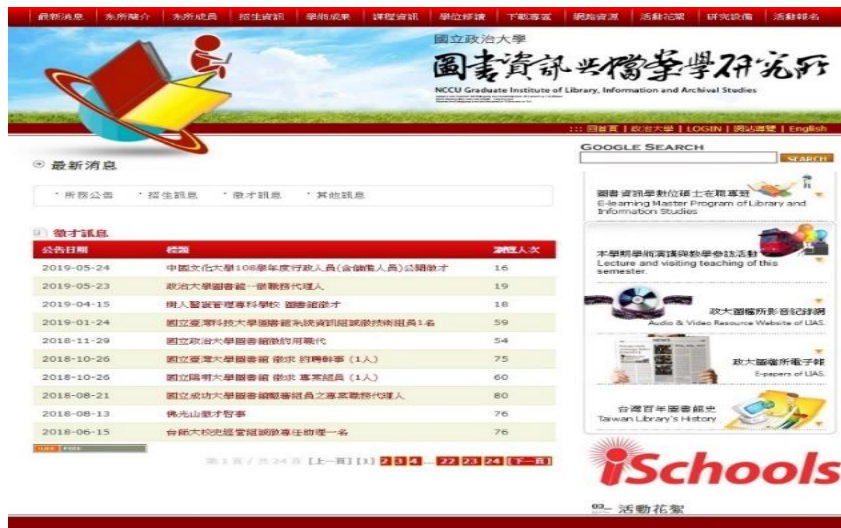 最新消息 系所簡介 系所成員 招生資訊 學術成果 課程資訊 學位修讀 下載專區 網路資源 活動花絮 研究設備 活動報名
國立政治大學
圖書資訊與檔案學研究所
NCCU Graduate Institute of Library, Information and Archival Studies
::: 回首頁 | 政治大學 | LOGIN | 網站導覽 | English
GOOGLE SEARCH
SEARCH
最新消息
所務公告 招生訊息 徵才訊息 其他訊息
徵才訊息
公告日期 標題 瀏覽人次
2019-05-24 中國文化大學108學年度行政人員(含儲備人員)公開徵才 16
2019-05-23 政治大學圖書館一徵職務代理人 19
2019-04-15 樹人醫護管理專科學校 圖書館徵才 18
2019-01-24 國立臺灣科技大學圖書館系統資訊組誠徵技術組員1名 59
2018-11-29 國立政治大學圖書館徵約用職代 54
2018-10-26 國立臺灣大學圖書館 徵求 約聘幹事 (1人) 75
2018-10-26 國立陽明大學圖書館 徵求 專案組員 (1人) 60
2018-08-21 國立成功大學圖書館醫審組員之專案職務代理人 80
2018-08-13 佛光山徵才啓事 76
2018-06-15 台師大校史經營組誠徵專任助理一名 76
第 1 頁 / 共 24 頁 [上一頁] [1] 2 3 4 ... 22 23 24 [下一頁]
圖書資訊學數位碩士在職專班
E-learning Master Program of Library and
Information Studies
本學期學術演講與教學參訪活動
Lecture and visiting teaching of this
semester.
政大圖檔所影音紀錄網
Audio & Video Resource Website of LIAS.
NEWS
政大圖檔所電子報
E-papers of LIAS.
台灣百年圖書館史
Taiwan Library's History
iSchools
活動花絮